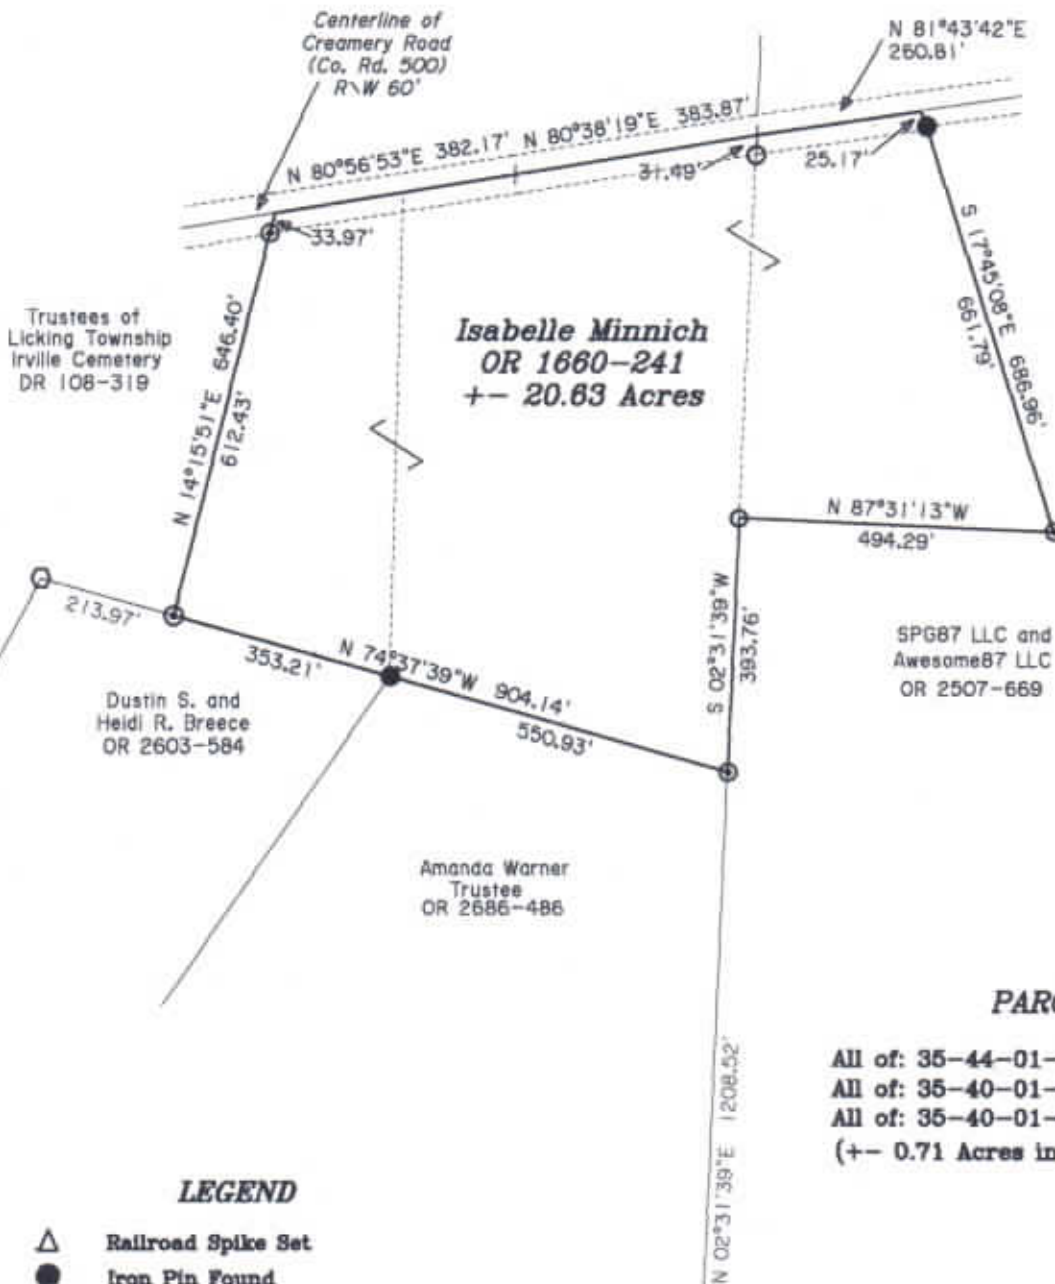 Centerline of
Creamery Road
(Co. Rd. 500)
R\W 60'
N 81°43'42"E
260.81'
N 80°56'53"E 382.17'
N 80°38'19"E 383.87'
31.49'
25.17'
33.97'
S 17°45'08"E 686.96'
661.79'
Trustees of
Licking Township
Irville Cemetery
DR 108-319
N 14°15'51"E 646.40'
612.43'
Isabelle Minnich
OR 1660-241
+- 20.63 Acres
N 87°31'13"W
494.29'
213.97'
353.21'
N 74°37'39"W 904.14'
550.93'
S 02°31'39"W
393.76'
SPG87 LLC and
Awesome87 LLC
OR 2507-669
Dustin S. and
Heidi R. Breece
OR 2603-584
Amanda Warner
Trustee
OR 2686-486
N 02°31'39"E 1208.52'
PAR
All of: 35-44-01-
All of: 35-40-01-
All of: 35-40-01-
(+- 0.71 Acres in
LEGEND
Railroad Spike Set
Iron Pin Found